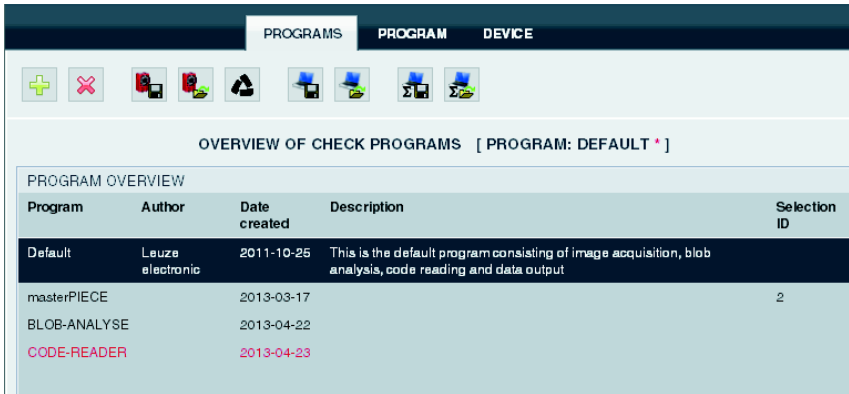 PROGRAMS PROGRAM DEVICE
Σ Σ
OVERVIEW OF CHECK PROGRAMS [ PROGRAM: DEFAULT * ]
PROGRAM OVERVIEW
Program Author Date created Description Selection ID
Default Leuze electronic 2011-10-25 This is the default program consisting of image acquisition, blob
analysis, code reading and data output
masterPIECE 2013-03-17 2
BLOB-ANALYSE 2013-04-22
CODE-READER 2013-04-23